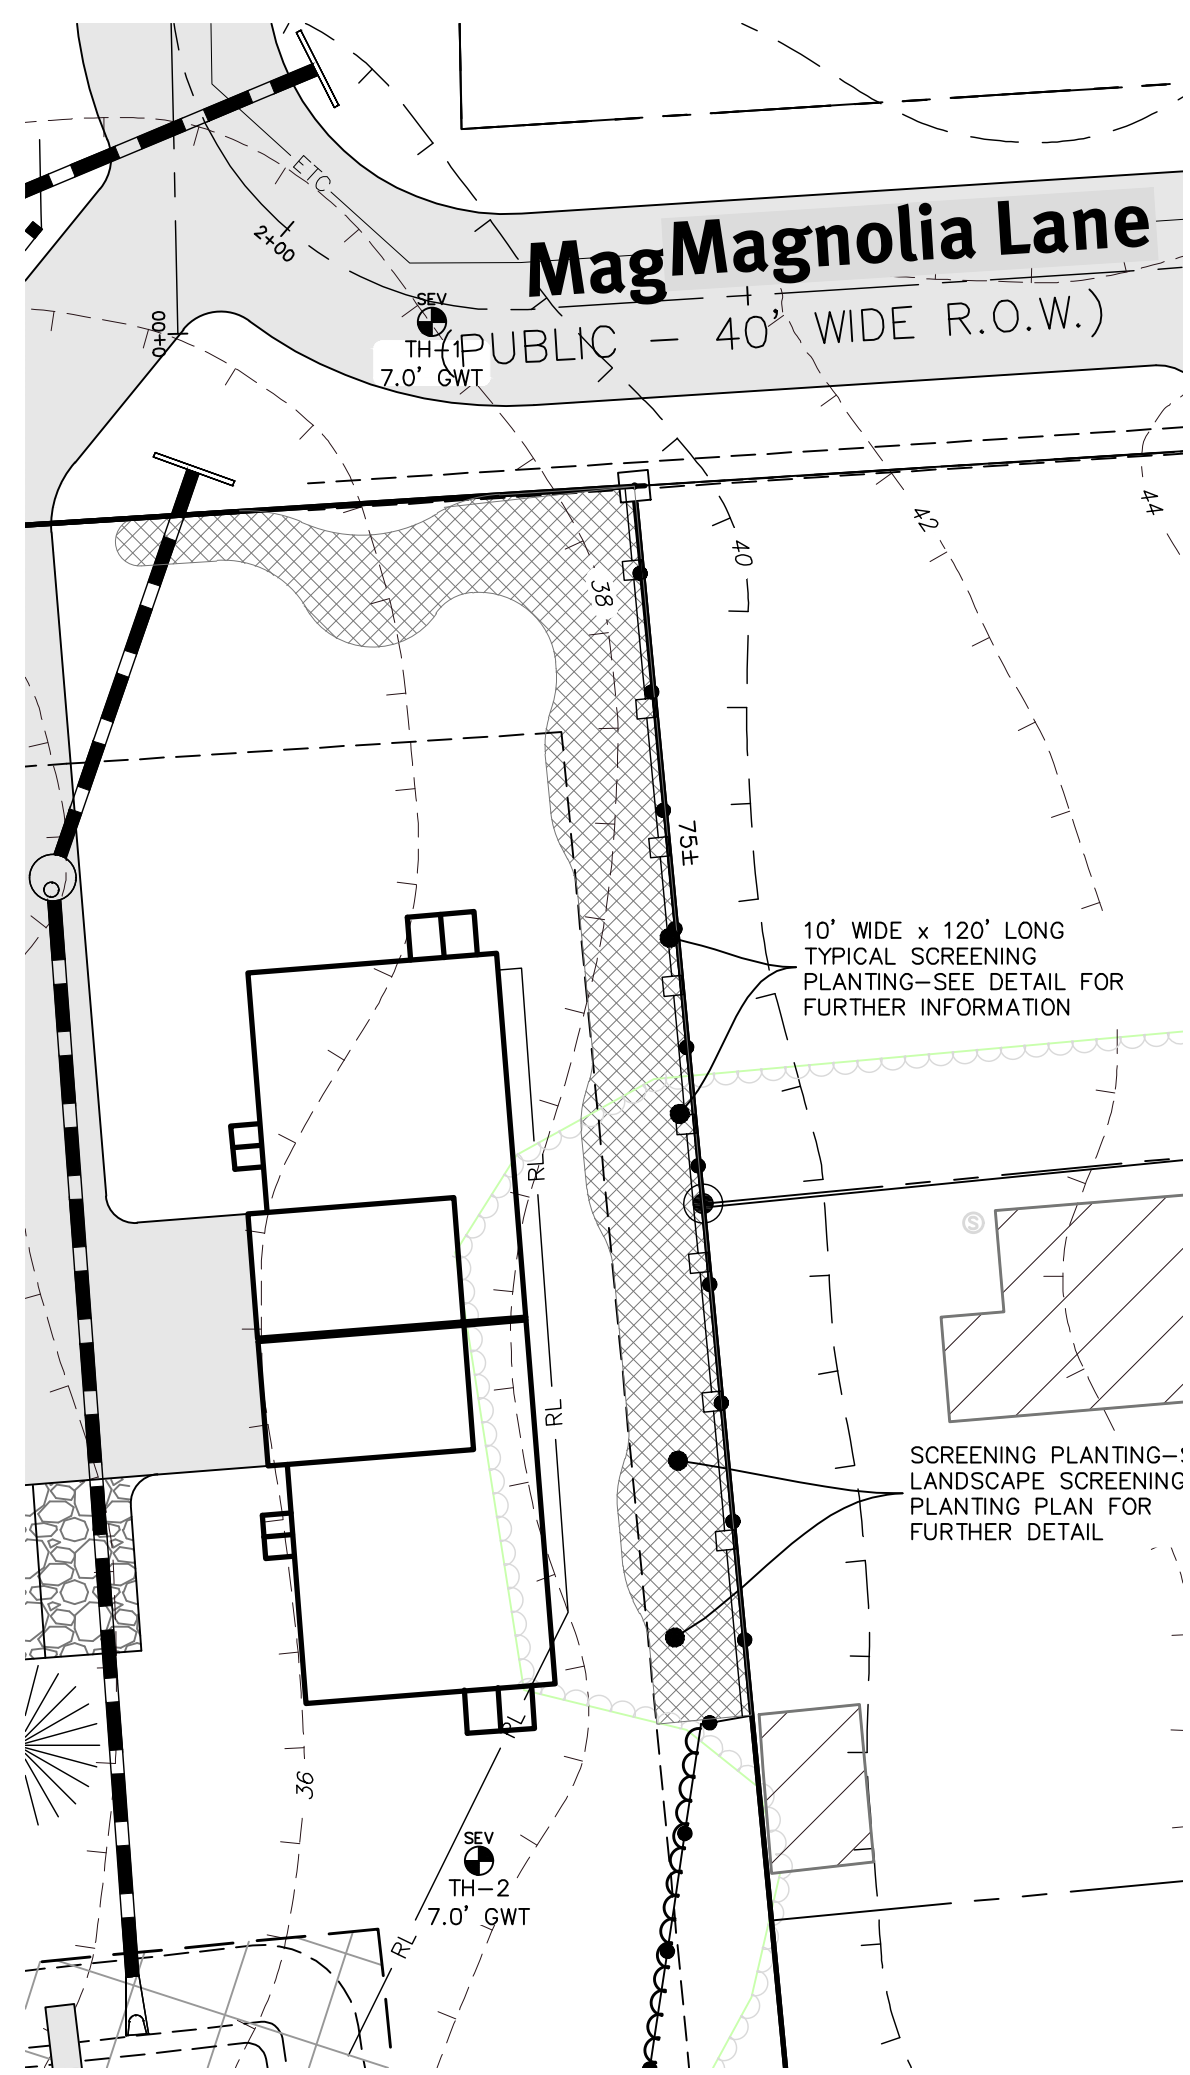 ETC
MagMagnolia Lane
2+00
SEV
0+00
(PUBLIC - 40' WIDE R.O.W.)
TH-1
7.0' GWT
44
42
40
38
75±
10' WIDE x 120' LONG
TYPICAL SCREENING
PLANTING-SEE DETAIL FOR
FURTHER INFORMATION
RL
S
RL
SCREENING PLANTING-S
LANDSCAPE SCREENING
PLANTING PLAN FOR
FURTHER DETAIL
RL
36
SEV
TH-2
7.0' GWT
RL